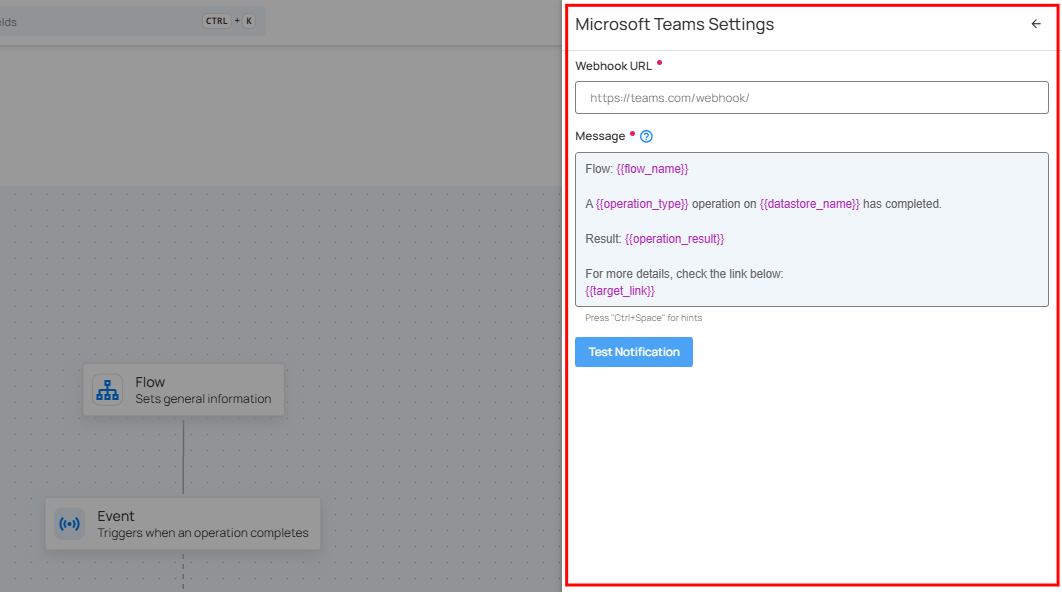 elds
CTRL + K
Microsoft Teams Settings
Webhook URL
https://teams.com/webhook/
Message
Flow: {{flow_name}}
A {{operation_type}} operation on {{datastore_name}} has completed.
Result: {{operation_result}}
For more details, check the link below:
{{target_link}}
Press "Ctrl+Space" for hints
Test Notification
Flow
Sets general information
Event
Triggers when an operation completes